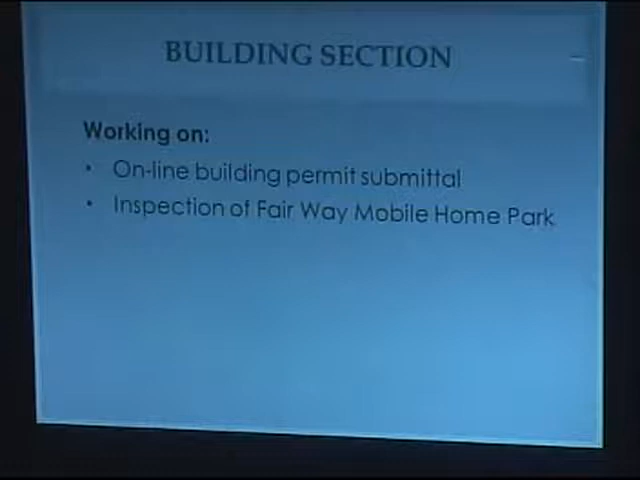 BUILDING SECTION
Working on:
• On-line building permit submittal
• Inspection of Fair Way Mobile Home Park